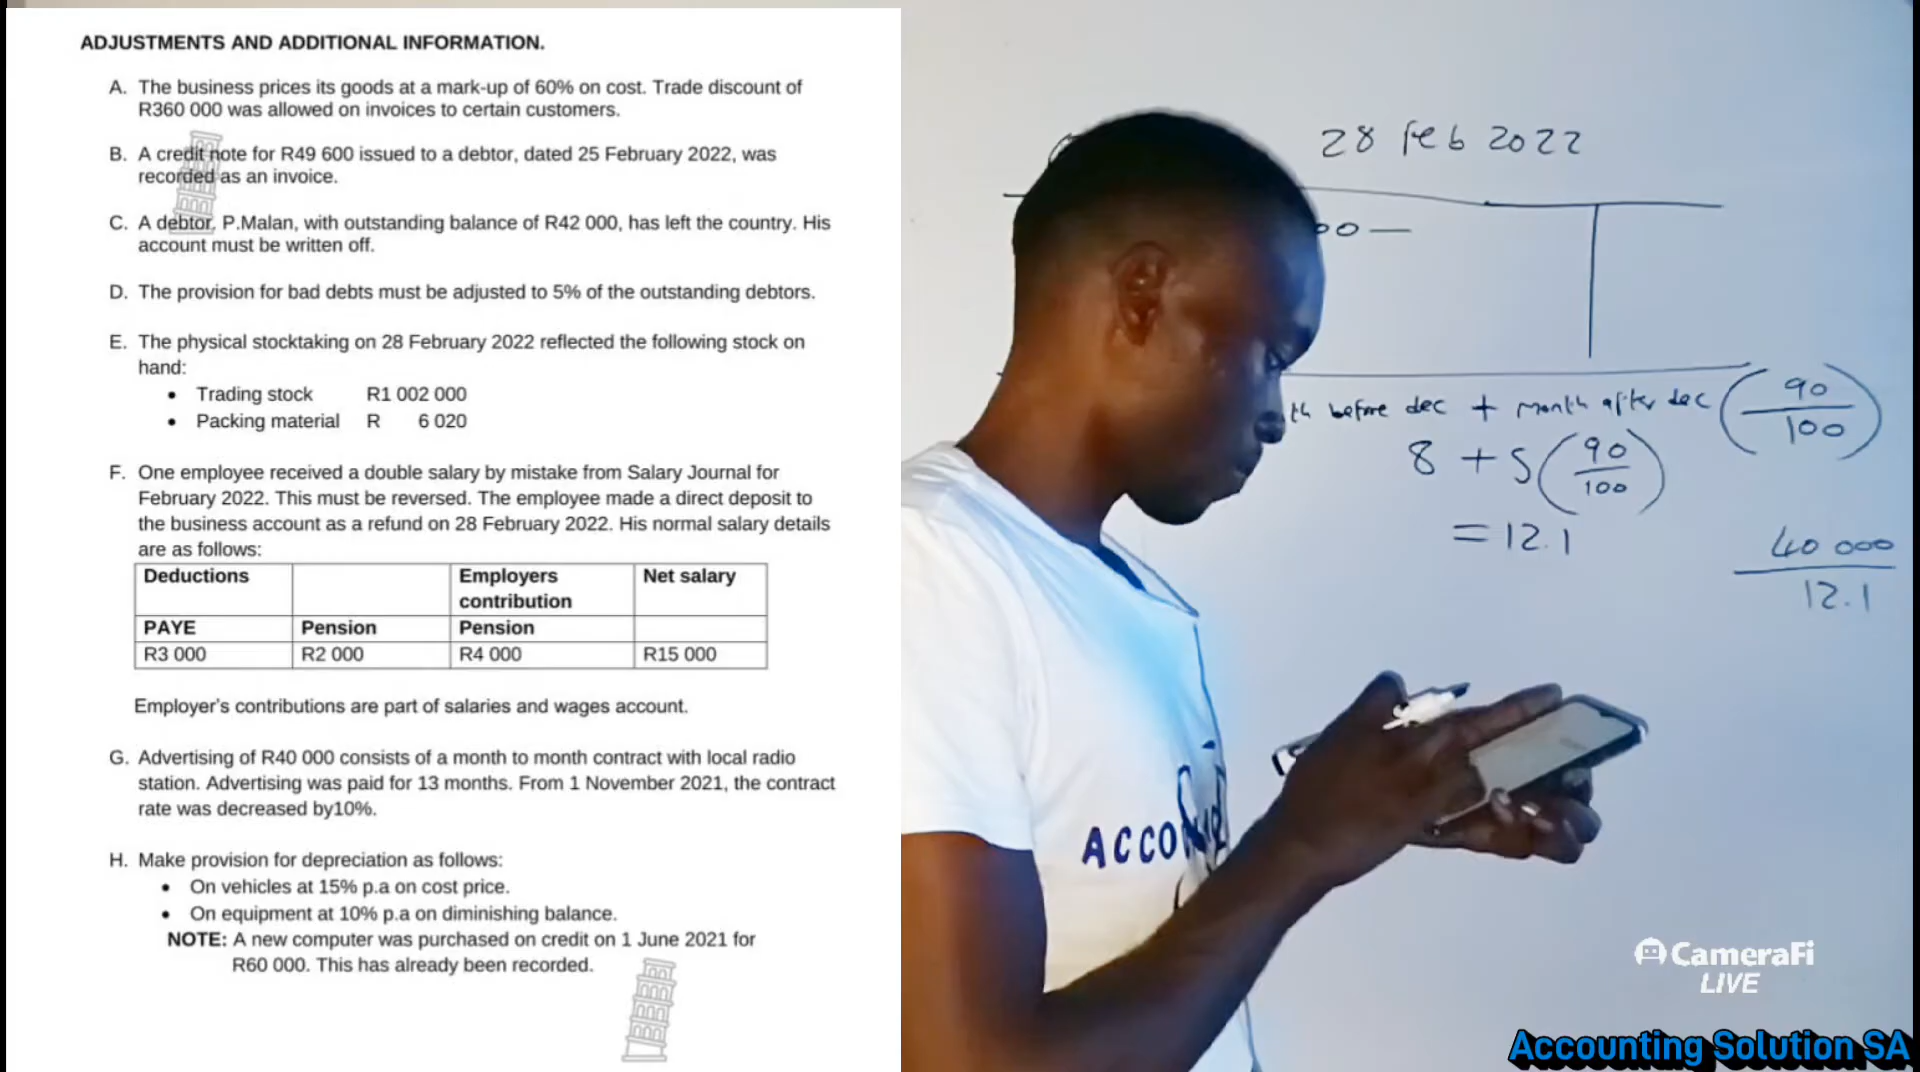 ADJUSTMENTS AND ADDITIONAL INFORMATION.
A. The business prices its goods at a mark-up of 60% on cost. Trade discount of
R360 000 was allowed on invoices to certain customers.
B. A credit note for R49 600 issued to a debtor, dated 25 February 2022, was
recorded as an invoice.
C. A debtor, P.Malan, with outstanding balance of R42 000, has left the country. His
account must be written off.
D. The provision for bad debts must be adjusted to 5% of the outstanding debtors.
E. The physical stocktaking on 28 February 2022 reflected the following stock on
hand:
• Trading stock R1 002 000
• Packing material R 6 020
F. One employee received a double salary by mistake from Salary Journal for
February 2022. This must be reversed. The employee made a direct deposit to
the business account as a refund on 28 February 2022. His normal salary details
are as follows:
Deductions Employers contribution Net salary
PAYE Pension Pension
R3 000 R2 000 R4 000 R15 000
Employer's contributions are part of salaries and wages account.
G. Advertising of R40 000 consists of a month to month contract with local radio
station. Advertising was paid for 13 months. From 1 November 2021, the contract
rate was decreased by10%.
H. Make provision for depreciation as follows:
• On vehicles at 15% p.a on cost price.
• On equipment at 10% p.a on diminishing balance.
NOTE: A new computer was purchased on credit on 1 June 2021 for
R60 000. This has already been recorded.
28 Feb 2022
00 —
th before dec + month after dec (90/100)
8 + 5 (90/100)
= 12.1
40 000
12.1
ACCO
CameraFi
LIVE
Accounting Solution SA